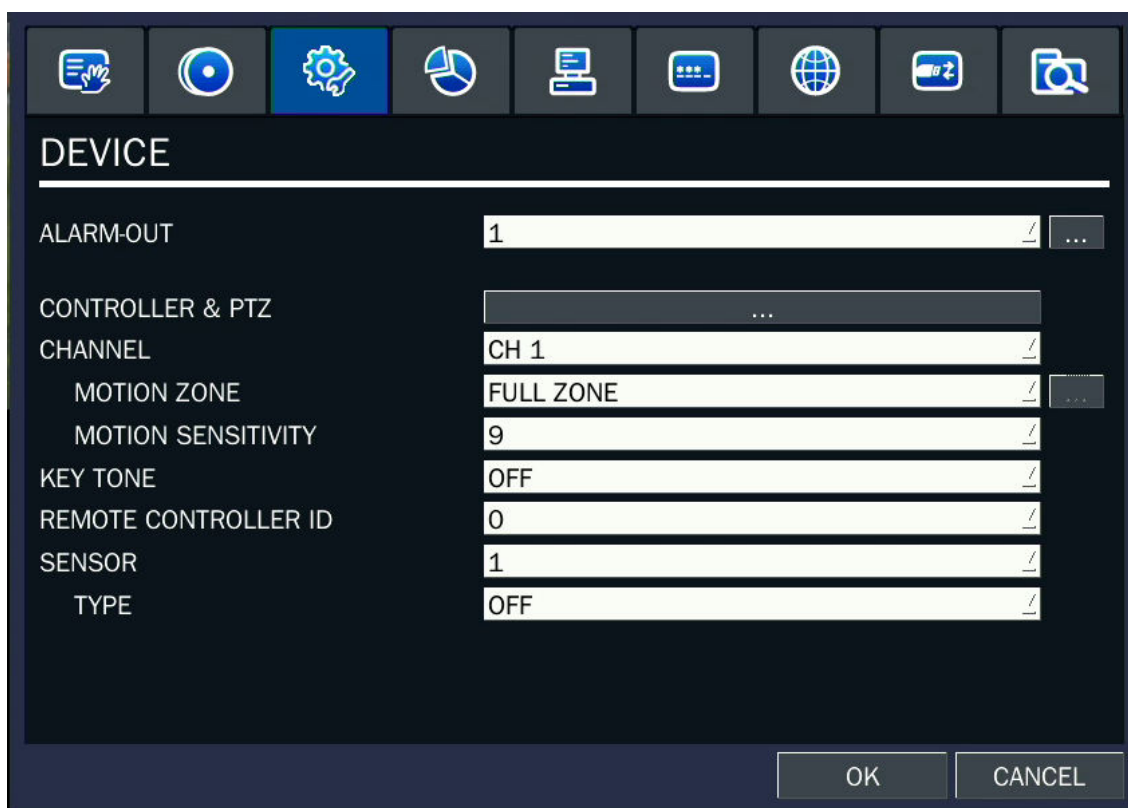 ***_
DEVICE
ALARM-OUT 1 ...
CONTROLLER & PTZ ...
CHANNEL CH 1
MOTION ZONE FULL ZONE ...
MOTION SENSITIVITY 9
KEY TONE OFF
REMOTE CONTROLLER ID 0
SENSOR 1
TYPE OFF
OK CANCEL